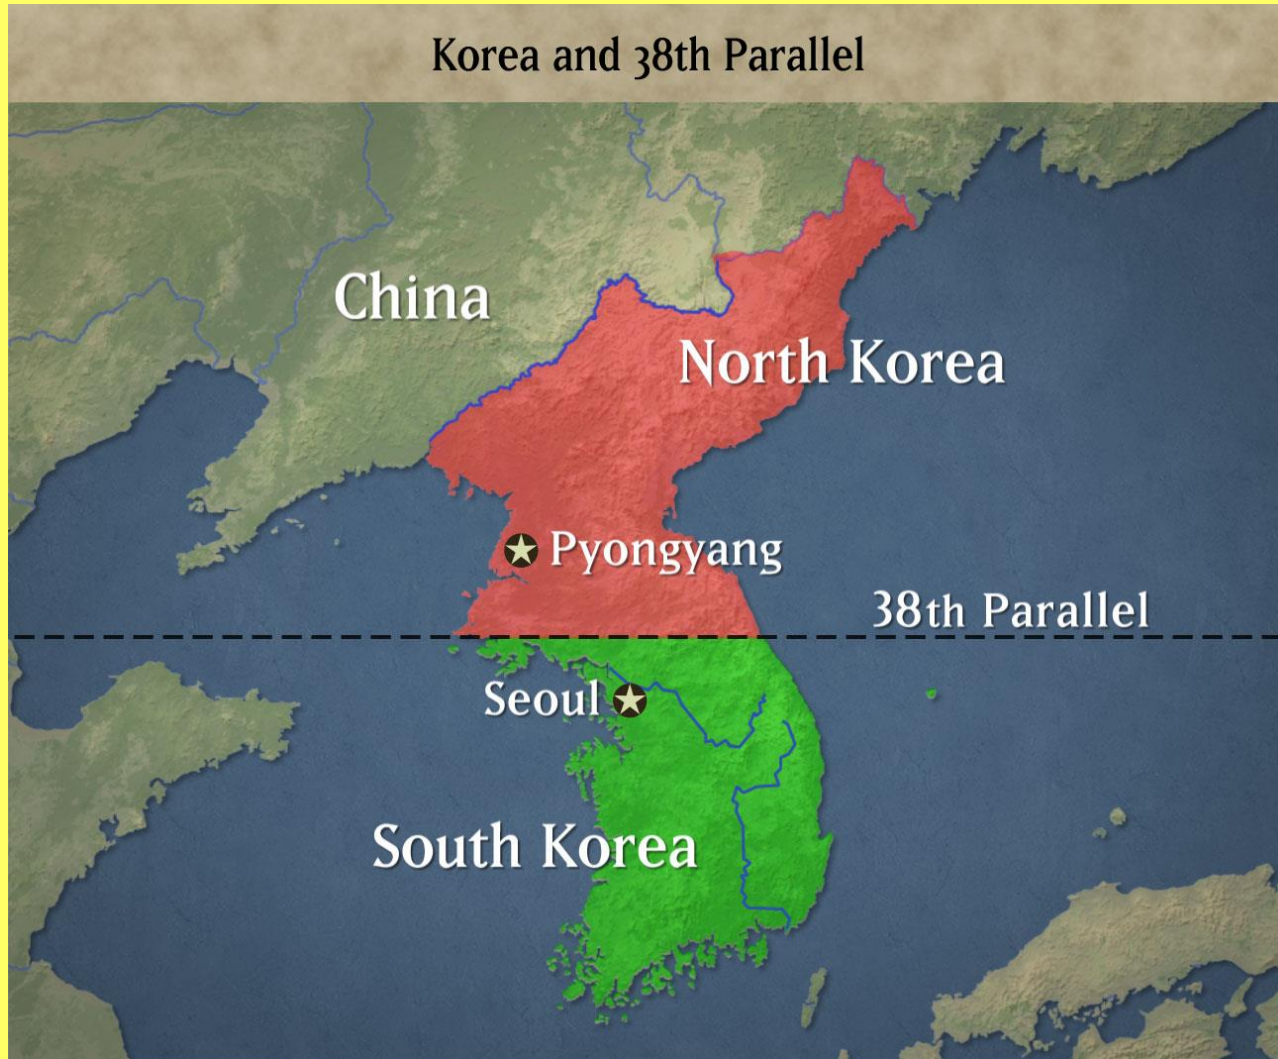 Korea and 38th Parallel
China
North Korea
Pyongyang
38th Parallel
Seoul
South Korea